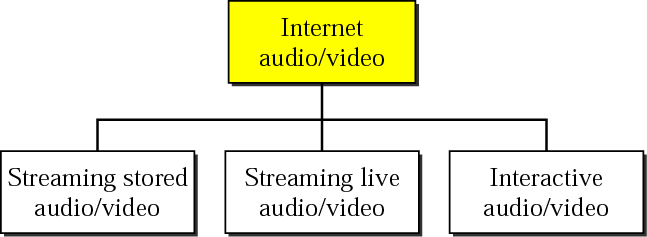 Internet
audio/video
Streaming stored
audio/video
Streaming live
audio/video
Interactive
audio/video